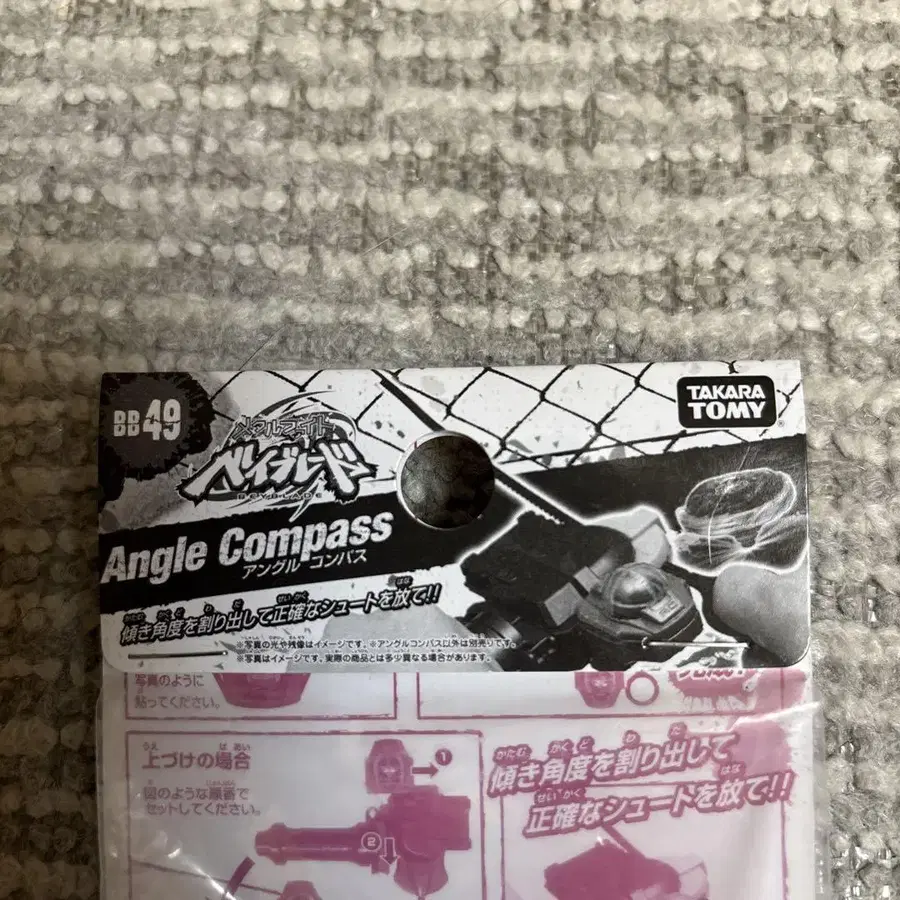 BB49
メタルファイト
ベイブレード
BEYBLADE
TAKARA
TOMY
Angle Compass
アングル コンパス
傾き角度を割り出して正確なシュートを放て!!
※写真の光や残像はイメージです。※アングルコンパス以外は別売りです。
※写真はイメージです。実際の商品とは多少異なる場合があります。
写真のように
貼ってください。
上づけの場合
図のような順番で
セットしてください。
1
2
傾き角度を割り出して
正確なシュートを放て!!